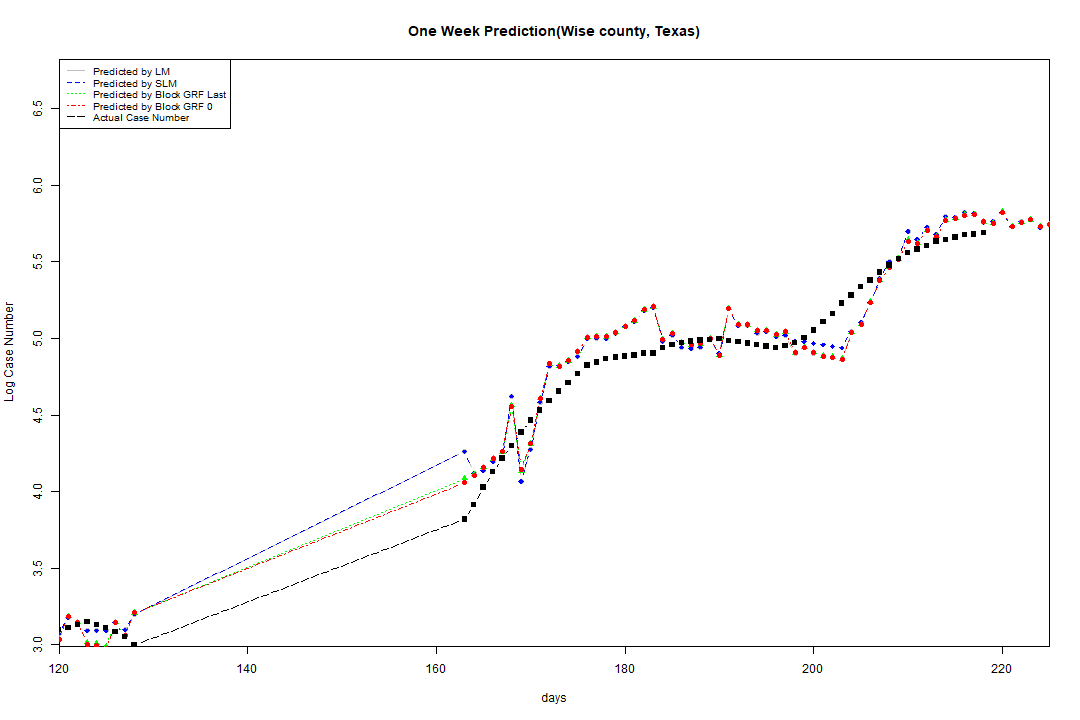 One Week Prediction(Wise county, Texas)
Predicted by LM
Predicted by SLM
Predicted by Block GRF Last
Predicted by Block GRF 0
Actual Case Number
Log Case Number
6.5
6.0
5.5
5.0
4.5
4.0
3.5
3.0
120 140 160 180 200 220
days